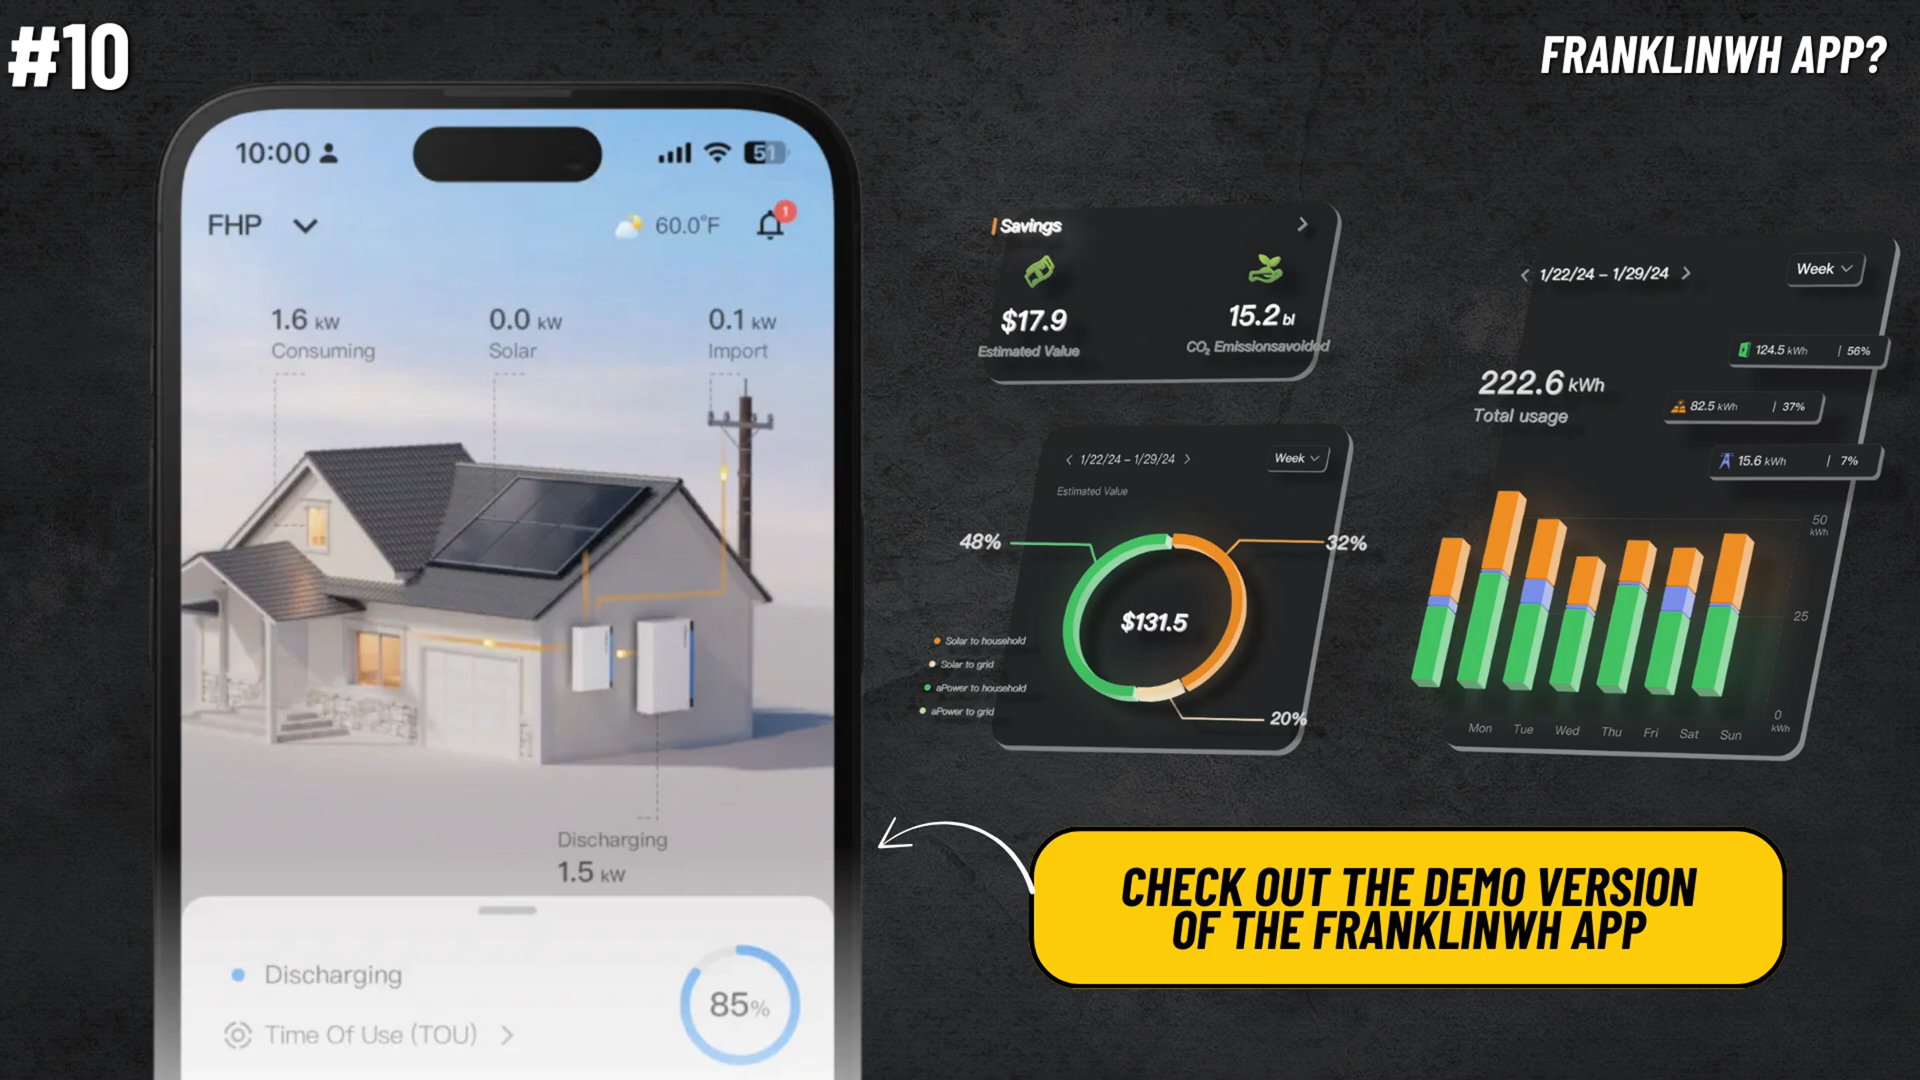 #10
FRANKLINWH APP?
10:00
51
FHP
60.0°F
1
1.6 kW
Consuming
0.0 kW
Solar
0.1 kW
Import
Discharging
1.5 kW
Discharging
85%
Time Of Use (TOU)
Savings
$17.9
Estimated Value
15.2 bl
CO₂ Emissionsavoided
1/22/24 – 1/29/24
Week
Estimated Value
48%
32%
$131.5
20%
Solar to household
Solar to grid
aPower to household
aPower to grid
1/22/24 – 1/29/24
Week
222.6 kWh
Total usage
124.5 kWh | 56%
82.5 kWh | 37%
15.6 kWh | 7%
50
kWh
25
0
kWh
Mon Tue Wed Thu Fri Sat Sun
CHECK OUT THE DEMO VERSION
OF THE FRANKLINWH APP